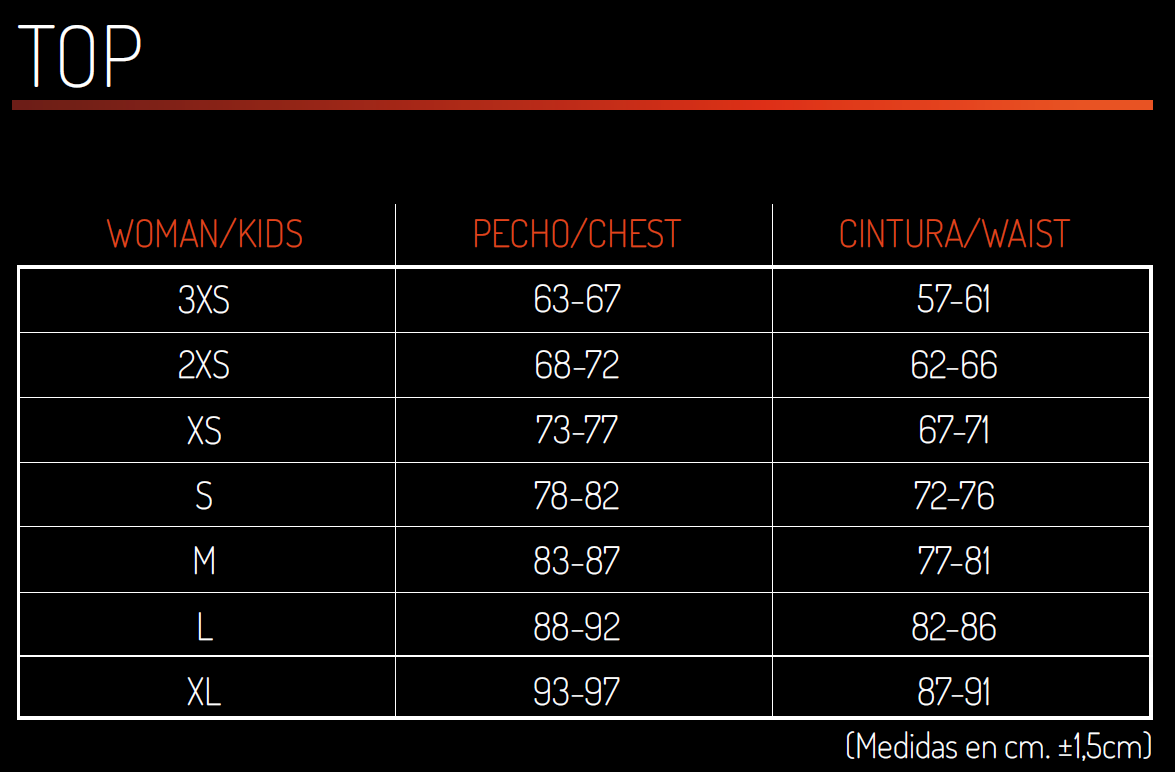 TOP
WOMAN/KIDS PECHO/CHEST CINTURA/WAIST
3XS 63-67 57-61
2XS 68-72 62-66
XS 73-77 67-71
S 78-82 72-76
M 83-87 77-81
L 88-92 82-86
XL 93-97 87-91
(Medidas en cm. ±1,5cm)